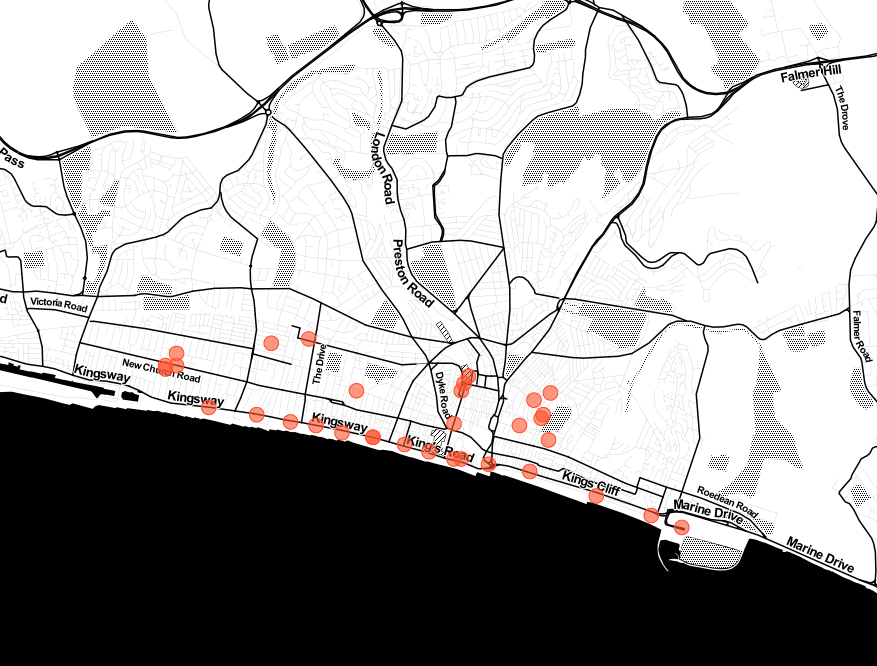 Falmer Hill
The Drove
Pass
London Road
Preston Road
d
Victoria Road
Falmer Road
The Drive
New Church Road
Kingsway
Dyke Road
Kingsway
Kingsway
King's Road
Kings Cliff
Roedean Road
Marine Drive
Marine Drive